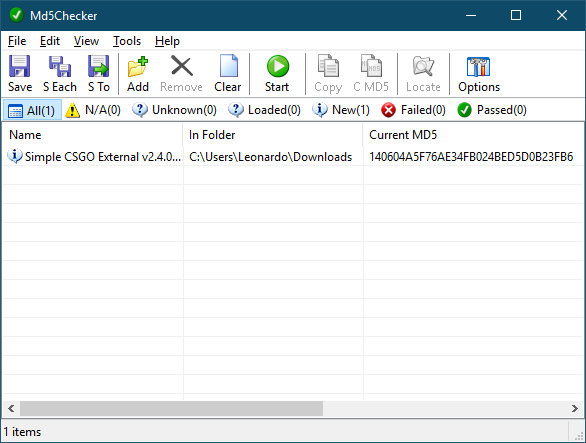 Md5Checker
File Edit View Tools Help
Save S Each S To Add Remove Clear Start Copy C MD5 Locate Options
All(1) N/A(0) Unknown(0) Loaded(0) New(1) Failed(0) Passed(0)
Name In Folder Current MD5
Simple CSGO External v2.4.0... C:\Users\Leonardo\Downloads 140604A5F76AE34FB024BED5D0B23FB6
1 items